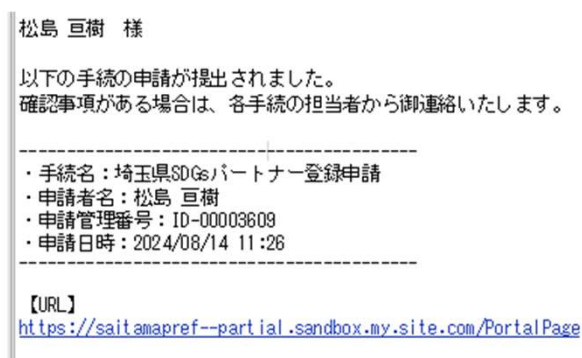 松島 亘樹　様
以下の手続の申請が提出されました。
確認事項がある場合は、各手続の担当者から御連絡いたします。
------------------------------------------
・手続名：埼玉県SDGsパートナー登録申請
・申請者名：松島 亘樹
・申請管理番号：ID-00003609
・申請日時：2024/08/14 11:26
------------------------------------------
【URL】
https://saitamapref--partial.sandbox.my.site.com/PortalPage